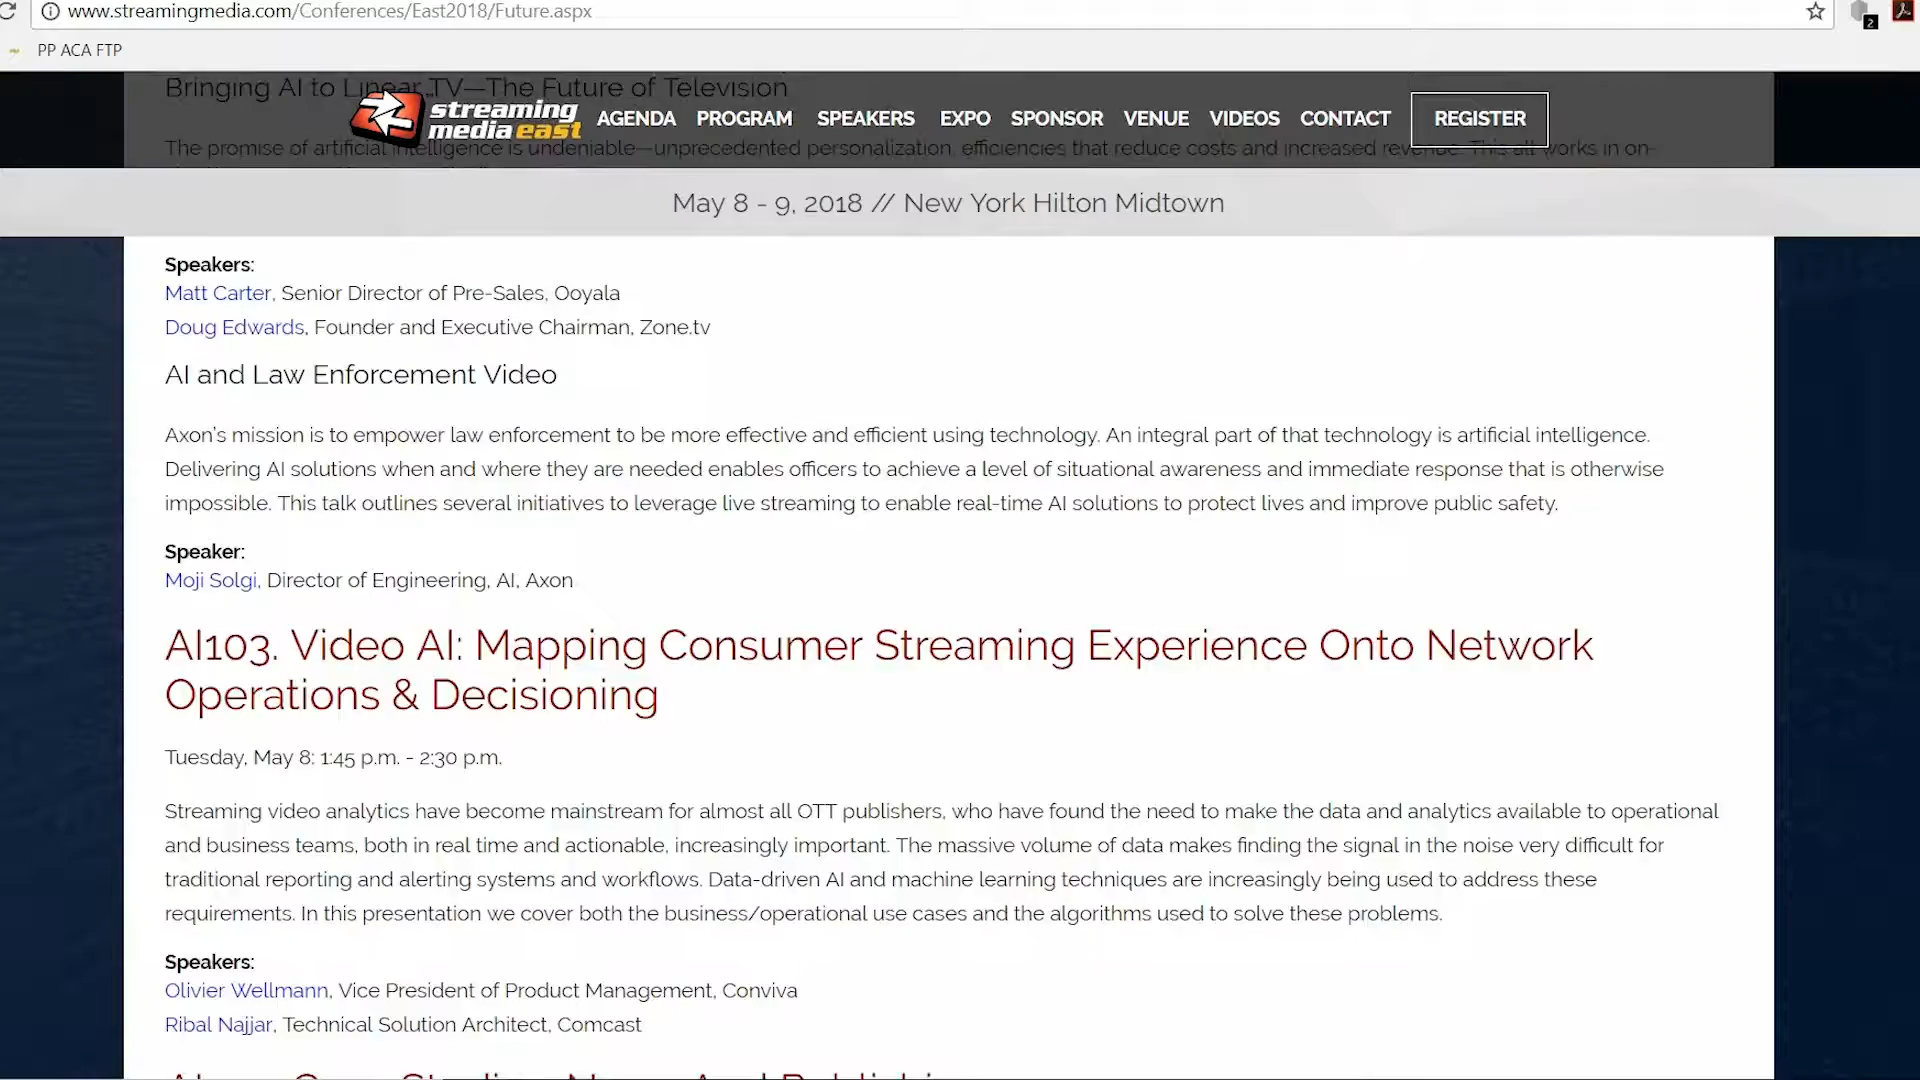 www.streamingmedia.com/Conferences/East2018/Future.aspx
2
PP ACA FTP
Bringing AI to Linear TV—The Future of Television
streaming
media east
AGENDA PROGRAM SPEAKERS EXPO SPONSOR VENUE VIDEOS CONTACT REGISTER
The promise of artificial intelligence is undeniable—unprecedented personalization, efficiencies that reduce costs and increased revenue. This all works in on-
May 8 - 9, 2018 // New York Hilton Midtown
Speakers:
Matt Carter, Senior Director of Pre-Sales, Ooyala
Doug Edwards, Founder and Executive Chairman, Zone.tv
AI and Law Enforcement Video
Axon's mission is to empower law enforcement to be more effective and efficient using technology. An integral part of that technology is artificial intelligence.
Delivering AI solutions when and where they are needed enables officers to achieve a level of situational awareness and immediate response that is otherwise
impossible. This talk outlines several initiatives to leverage live streaming to enable real-time AI solutions to protect lives and improve public safety.
Speaker:
Moji Solgi, Director of Engineering, AI, Axon
AI103. Video AI: Mapping Consumer Streaming Experience Onto Network
Operations & Decisioning
Tuesday, May 8: 1:45 p.m. - 2:30 p.m.
Streaming video analytics have become mainstream for almost all OTT publishers, who have found the need to make the data and analytics available to operational
and business teams, both in real time and actionable, increasingly important. The massive volume of data makes finding the signal in the noise very difficult for
traditional reporting and alerting systems and workflows. Data-driven AI and machine learning techniques are increasingly being used to address these
requirements. In this presentation we cover both the business/operational use cases and the algorithms used to solve these problems.
Speakers:
Olivier Wellmann, Vice President of Product Management, Conviva
Ribal Najjar, Technical Solution Architect, Comcast